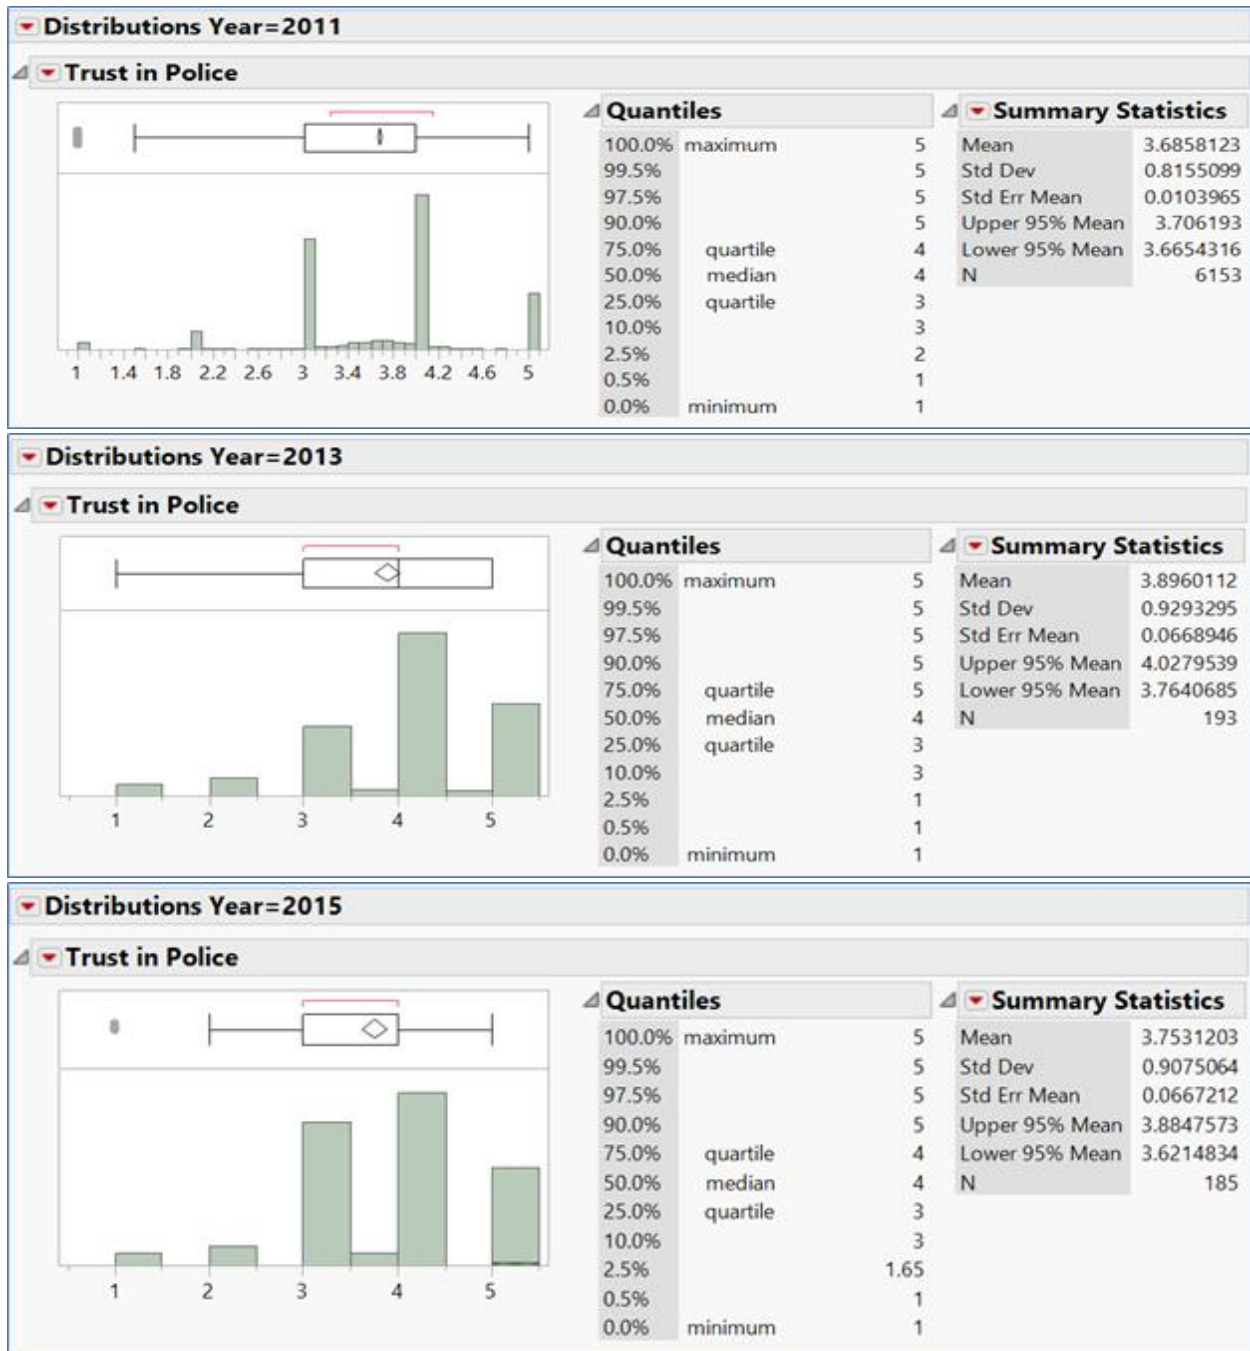 Distributions Year=2011
Trust in Police
1 1.4 1.8 2.2 2.6 3 3.4 3.8 4.2 4.6 5
Quantiles
100.0% maximum 5
99.5% 5
97.5% 5
90.0% 5
75.0% quartile 4
50.0% median 4
25.0% quartile 3
10.0% 3
2.5% 2
0.5% 1
0.0% minimum 1
Summary Statistics
Mean 3.6858123
Std Dev 0.8155099
Std Err Mean 0.0103965
Upper 95% Mean 3.706193
Lower 95% Mean 3.6654316
N 6153
Distributions Year=2013
Trust in Police
1 2 3 4 5
Quantiles
100.0% maximum 5
99.5% 5
97.5% 5
90.0% 5
75.0% quartile 5
50.0% median 4
25.0% quartile 3
10.0% 3
2.5% 1
0.5% 1
0.0% minimum 1
Summary Statistics
Mean 3.8960112
Std Dev 0.9293295
Std Err Mean 0.0668946
Upper 95% Mean 4.0279539
Lower 95% Mean 3.7640685
N 193
Distributions Year=2015
Trust in Police
1 2 3 4 5
Quantiles
100.0% maximum 5
99.5% 5
97.5% 5
90.0% 5
75.0% quartile 4
50.0% median 4
25.0% quartile 3
10.0% 3
2.5% 1.65
0.5% 1
0.0% minimum 1
Summary Statistics
Mean 3.7531203
Std Dev 0.9075064
Std Err Mean 0.0667212
Upper 95% Mean 3.8847573
Lower 95% Mean 3.6214834
N 185